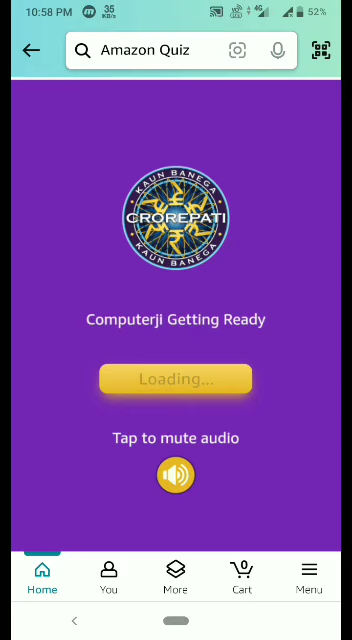 10:58 PM
35
KB/s
4G
52%
Amazon Quiz
KAUN BANEGA
CROREPATI
KAUN BANEGA
Computerji Getting Ready
Loading...
Tap to mute audio
0
Home
You
More
Cart
Menu